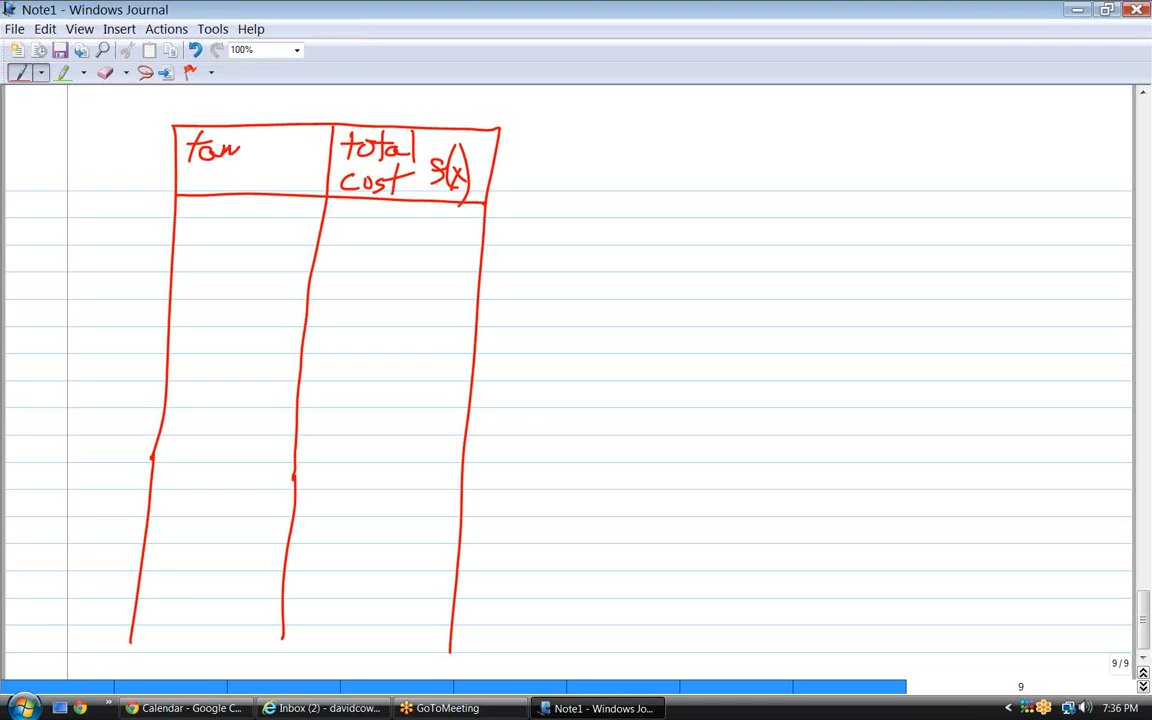 Note1 - Windows Journal
File Edit View Insert Actions Tools Help
100%
tan
total
cost f(x)
9/9
9
Calendar - Google C...
Inbox (2) - davidcow...
GoToMeeting
Note1 - Windows Jo...
7:36 PM